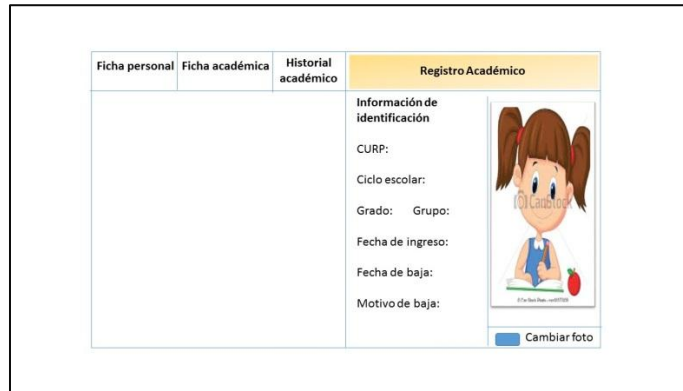 Ficha personal Ficha académica Historial académico Registro Académico
Información de
identificación
CURP:
Ciclo escolar:
Grado: Grupo:
Fecha de ingreso:
Fecha de baja:
Motivo de baja:
CanStock
Cambiar foto